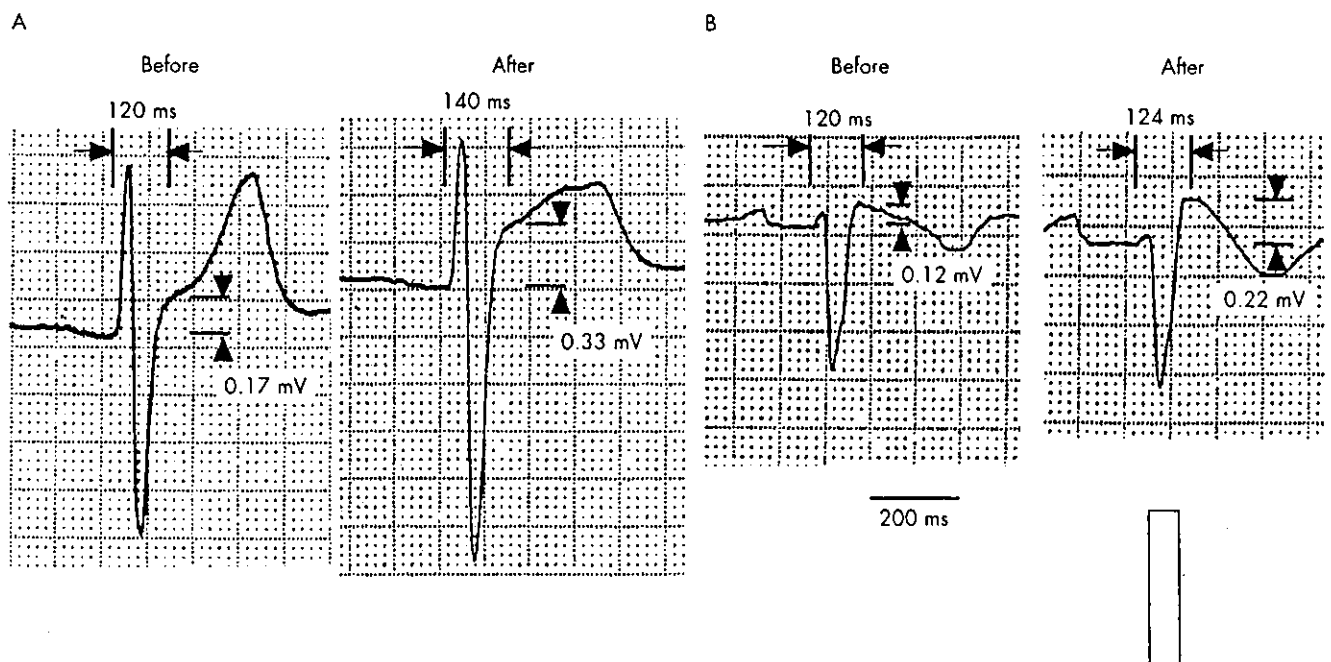 A
Before
120 ms
0.17 mV
After
140 ms
0.33 mV
B
Before
120 ms
0.12 mV
After
124 ms
0.22 mV
200 ms